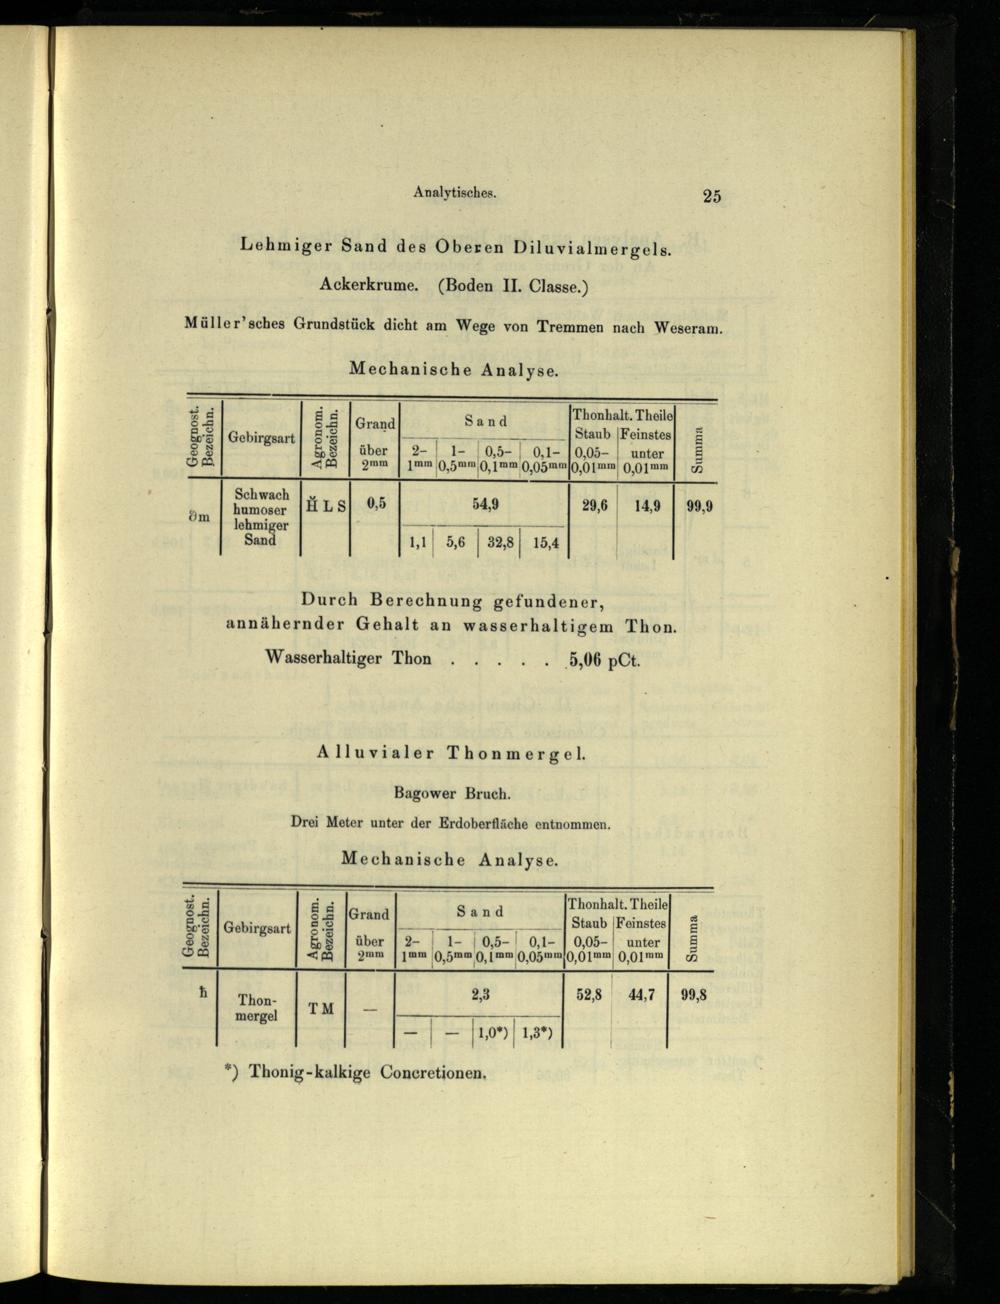 Analytisches. 25
Lehmiger Sand des Oberen Diluvialmergels.
Ackerkrume. (Boden II. Classe.)
Müller'sches Grundstück dicht am Wege von Tremmen nach Weseram.
Mechanische Analyse.
Geognost. Bezeichn. Gebirgsart Agronom. Bezeichn. Grand über 2mm Sand Thonhalt. Theile Summa
Staub Feinstes
2– 1– 0,5– 0,1– 0,05– unter
1mm 0,5mm 0,1mm 0,05mm 0,01mm 0,01mm
∂m Schwach humoser lehmiger Sand H̆ L S 0,5 54,9 29,6 14,9 99,9
1,1 5,6 32,8 15,4
Durch Berechnung gefundener,
annähernder Gehalt an wasserhaltigem Thon.
Wasserhaltiger Thon . . . . . 5,06 pCt.
Alluvialer Thonmergel.
Bagower Bruch.
Drei Meter unter der Erdoberfläche entnommen.
Mechanische Analyse.
Geognost. Bezeichn. Gebirgsart Agronom. Bezeichn. Grand über 2mm Sand Thonhalt. Theile Summa
Staub Feinstes
2– 1– 0,5– 0,1– 0,05– unter
1mm 0,5mm 0,1mm 0,05mm 0,01mm 0,01mm
ħ Thon-mergel T M — 2,3 52,8 44,7 99,8
— — 1,0*) 1,3*)
*) Thonig-kalkige Concretionen.